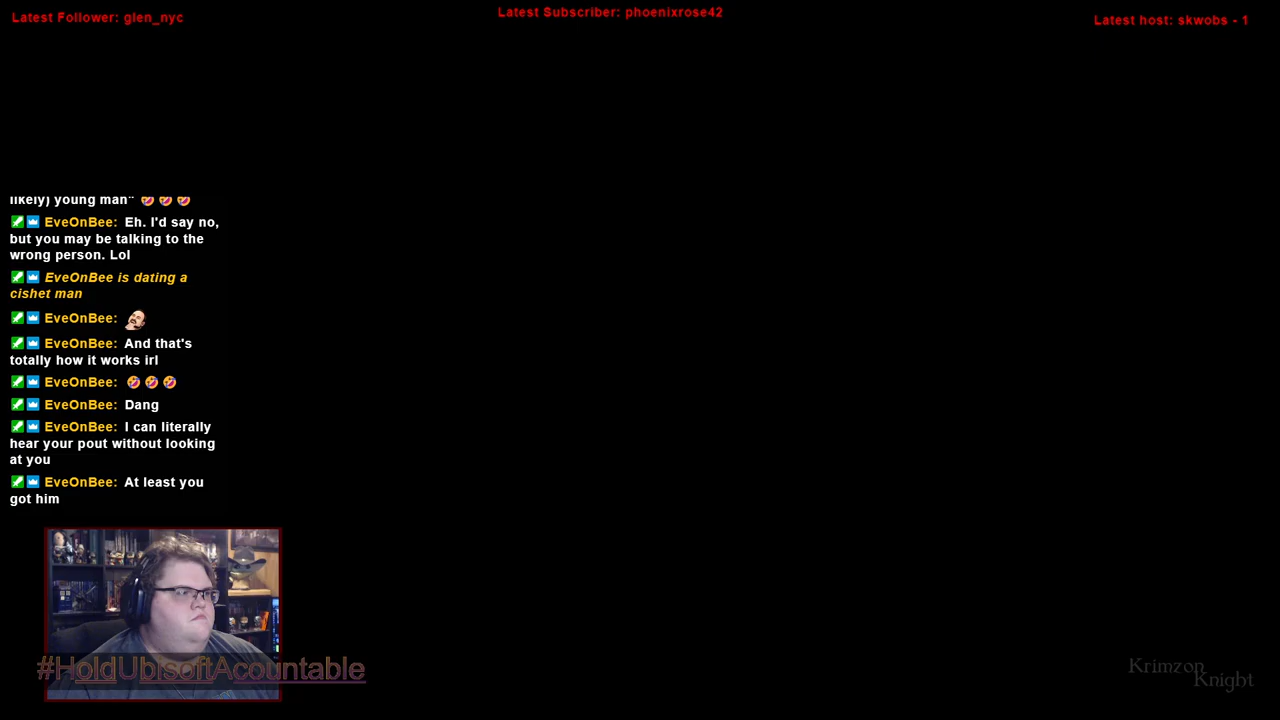 Latest Follower: glen_nyc
Latest Subscriber: phoenixrose42
Latest host: skwobs - 1
likely) young man" 🤣 🤣 🤣
EveOnBee: Eh. I'd say no,
but you may be talking to the
wrong person. Lol
EveOnBee is dating a
cishet man
EveOnBee:
EveOnBee: And that's
totally how it works irl
EveOnBee: 🤣 🤣 🤣
EveOnBee: Dang
EveOnBee: I can literally
hear your pout without looking
at you
EveOnBee: At least you
got him
#HoldUbisoftAcountable
Krimzon
Knight